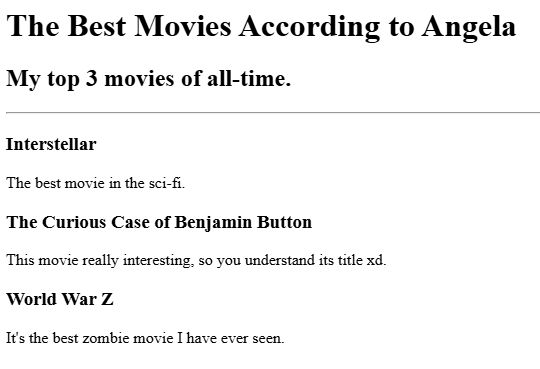 The Best Movies According to Angela
My top 3 movies of all-time.
Interstellar
The best movie in the sci-fi.
The Curious Case of Benjamin Button
This movie really interesting, so you understand its title xd.
World War Z
It's the best zombie movie I have ever seen.